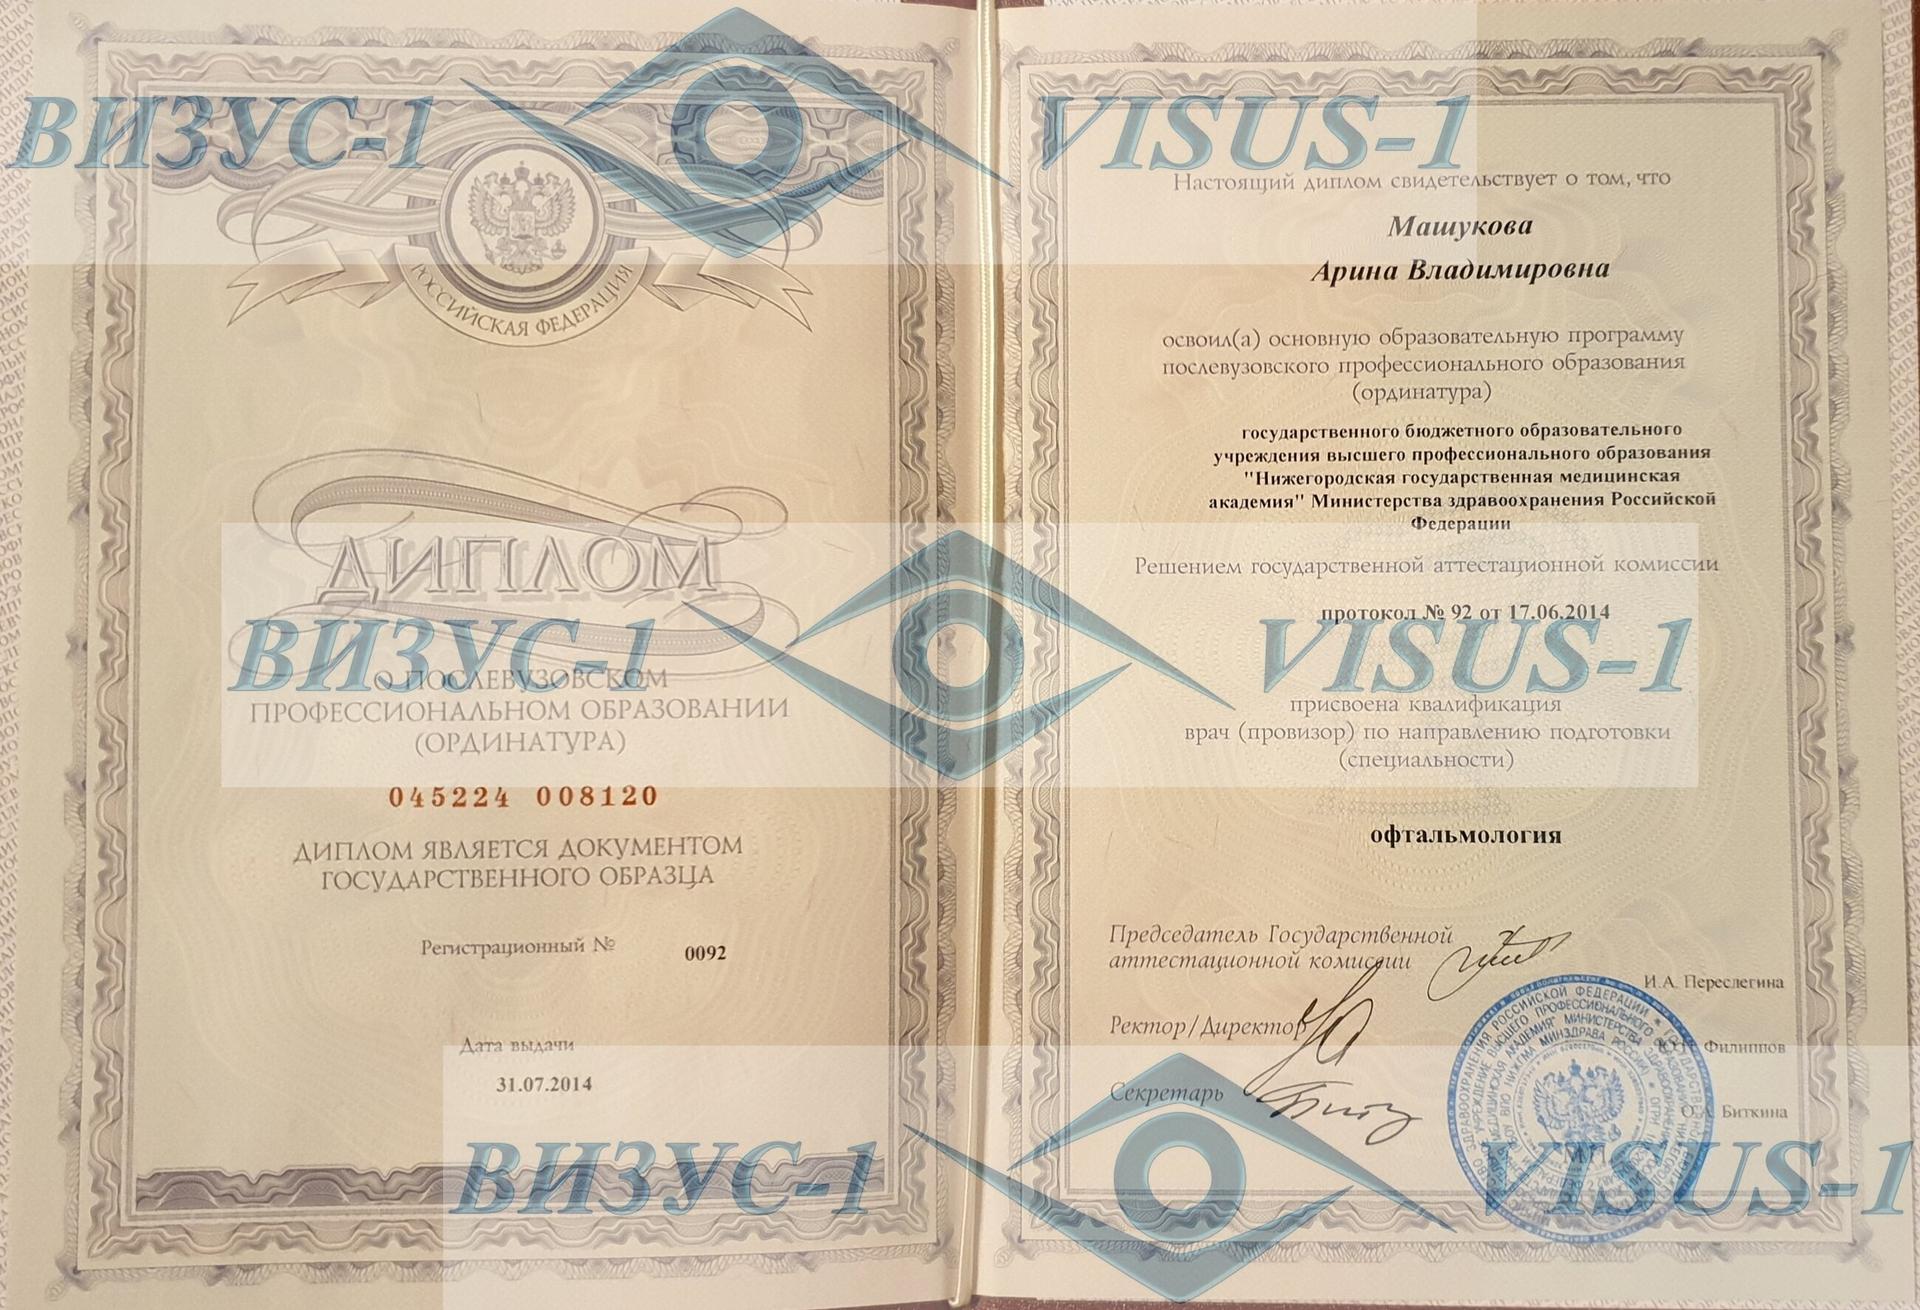 ВИЗУС-1
VISUS-1
РОССИЙСКАЯ ФЕДЕРАЦИЯ
ДИПЛОМ
ВИЗУС-1
О ПОСЛЕВУЗОВСКОМ
ПРОФЕССИОНАЛЬНОМ ОБРАЗОВАНИИ
(ОРДИНАТУРА)
045224 008120
ДИПЛОМ ЯВЛЯЕТСЯ ДОКУМЕНТОМ
ГОСУДАРСТВЕННОГО ОБРАЗЦА
Регистрационный № 0092
Дата выдачи
31.07.2014
ВИЗУС-1
Настоящий диплом свидетельствует о том, что
Машукова
Арина Владимировна
освоил(а) основную образовательную программу
послевузовского профессионального образования
(ординатура)
государственного бюджетного образовательного
учреждения высшего профессионального образования
"Нижегородская государственная медицинская
академия" Министерства здравоохранения Российской
Федерации
Решением государственной аттестационной комиссии
протокол № 92 от 17.06.2014
VISUS-1
присвоена квалификация
врач (провизор) по направлению подготовки
(специальности)
офтальмология
Председатель Государственной
аттестационной комиссии
И.А. Переслегина
Ректор/Директор
Филиппов
Секретарь
Биткина
МП
VISUS-1